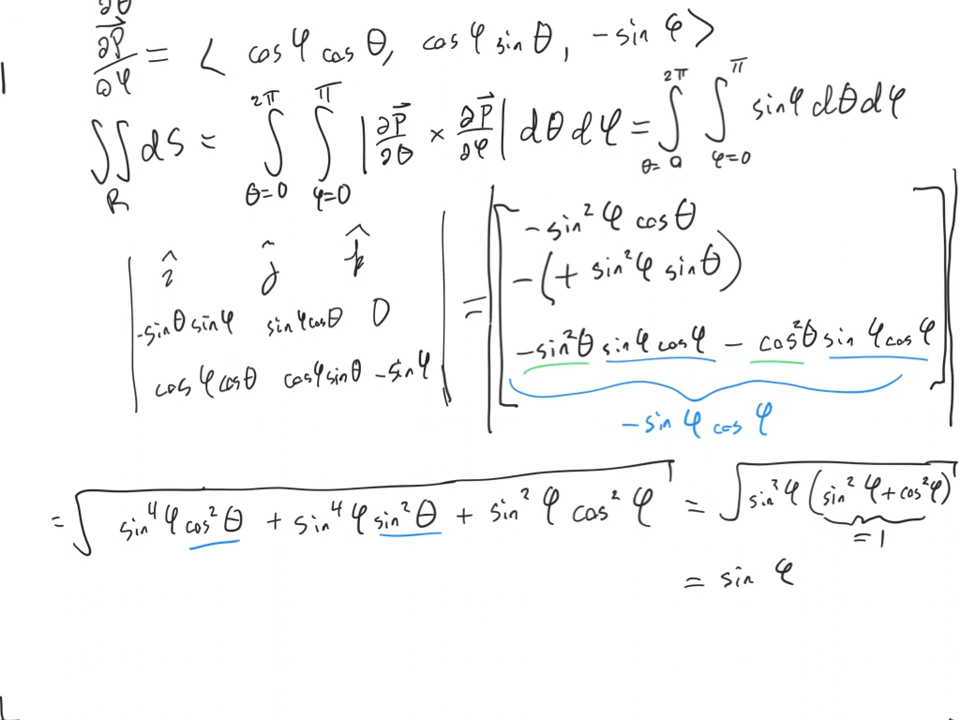 ∂θ
∂P⃗/∂φ = < cos φ cos θ, cos φ sin θ, -sin φ >
∬_R dS = ∫_{θ=0}^{2π} ∫_{φ=0}^{π} |∂P⃗/∂θ × ∂P⃗/∂φ| dθ dφ = ∫_{θ=0}^{2π} ∫_{φ=0}^{π} sin φ dθ dφ
| î ĵ k̂ | = | [ -sin² φ cos θ
-sin θ sin φ sin φ cos θ 0 -(+ sin² φ sin θ)
cos φ cos θ cos φ sin θ -sin φ -sin² θ sin φ cos φ - cos² θ sin φ cos φ ] |
-sin φ cos φ
= √(sin⁴ φ cos² θ + sin⁴ φ sin² θ + sin² φ cos² φ) = √(sin² φ (sin² φ + cos² φ))
= 1
= sin φ